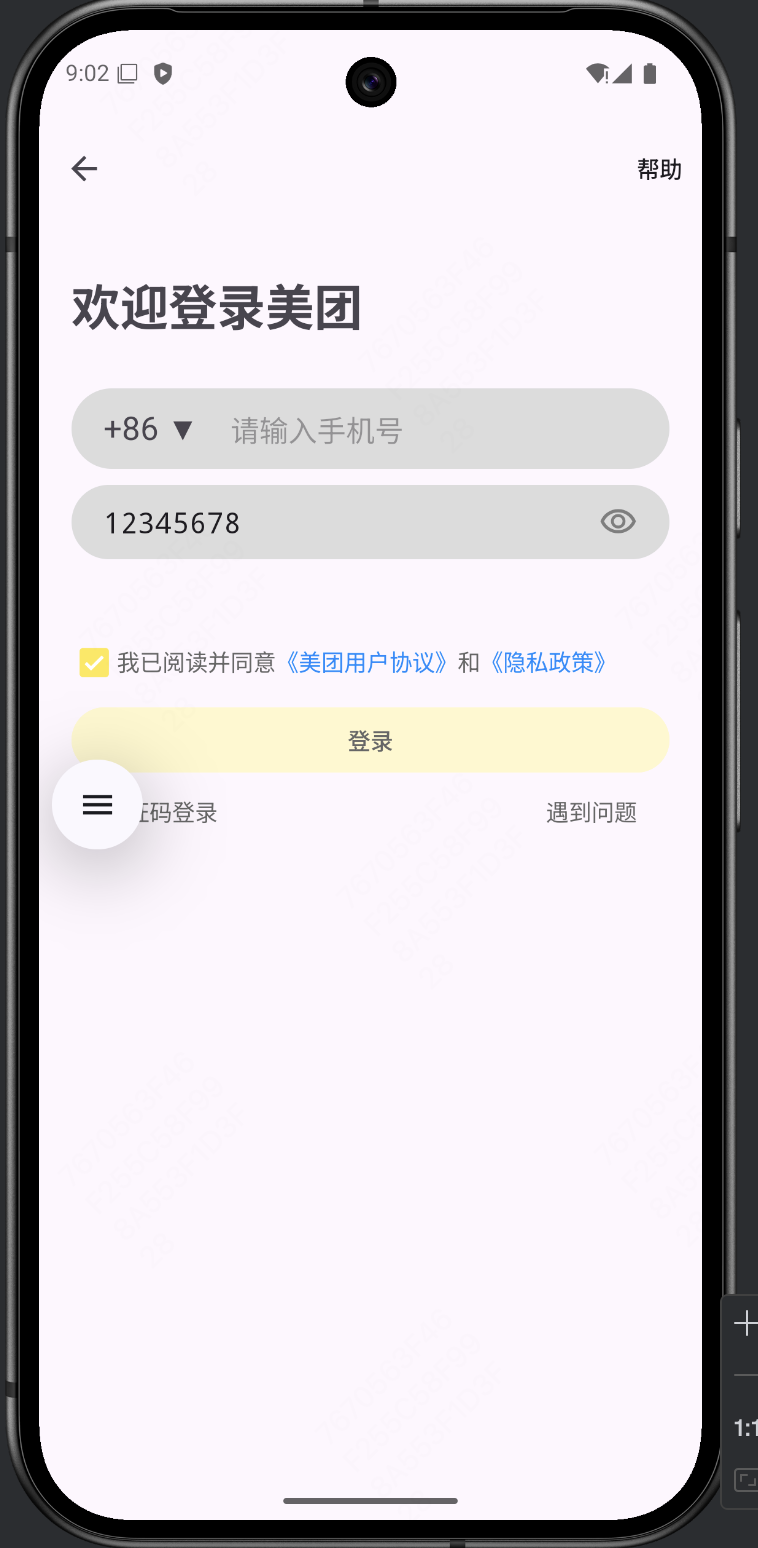 9:02
帮助
欢迎登录美团
+86 ▼ 请输入手机号
12345678
我已阅读并同意《美团用户协议》和《隐私政策》
登录
码登录 遇到问题
1:1